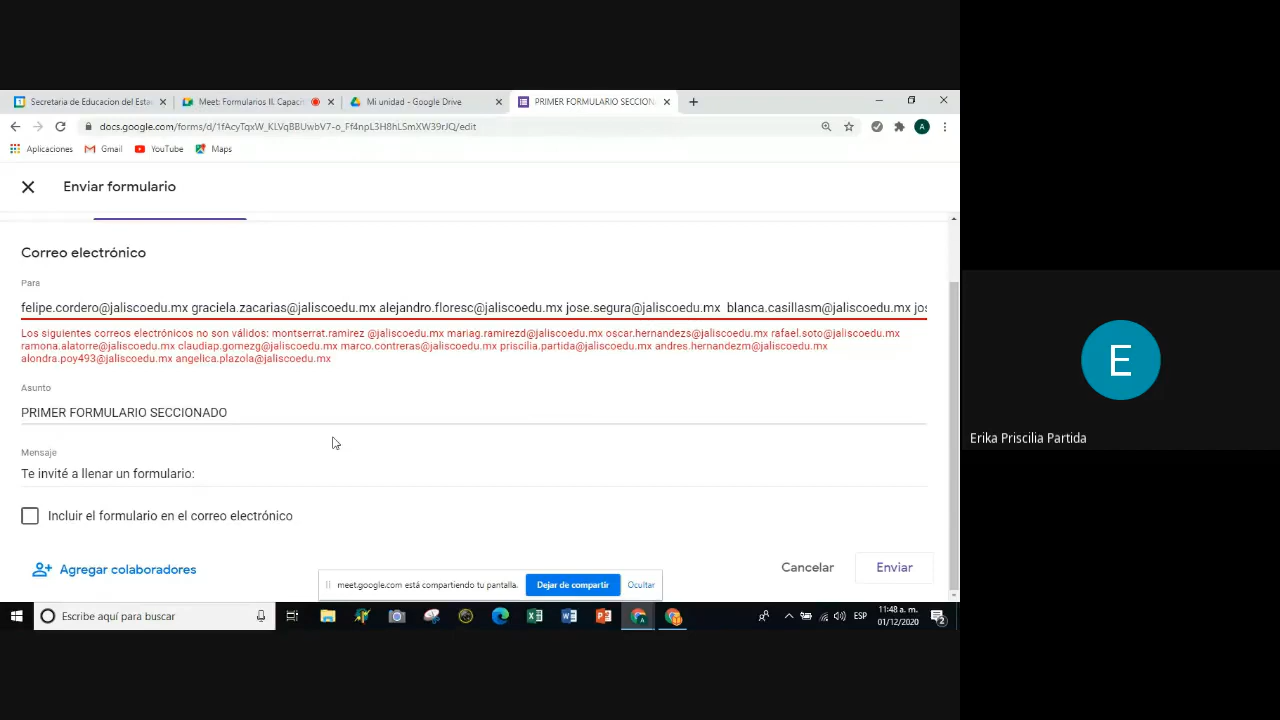 Secretaria de Educacion del Esta
Meet: Formularios II. Capaci
Mi unidad - Google Drive
PRIMER FORMULARIO SECCION
docs.google.com/forms/d/1fAcyTqxW_KLVqBBUwbV7-o_Ff4npL3H8hLSmXW39rJQ/edit
A
Aplicaciones
Gmail
YouTube
Maps
Enviar formulario
Correo electrónico
Para
felipe.cordero@jaliscoedu.mx graciela.zacarias@jaliscoedu.mx alejandro.floresc@jaliscoedu.mx jose.segura@jaliscoedu.mx blanca.casillasm@jaliscoedu.mx jos
Los siguientes correos electrónicos no son válidos: montserrat.ramirez @jaliscoedu.mx mariag.ramirezd@jaliscoedu.mx oscar.hernandezs@jaliscoedu.mx rafael.soto@jaliscoedu.mx
ramona.alatorre@jaliscoedu.mx claudiap.gomezg@jaliscoedu.mx marco.contreras@jaliscoedu.mx priscilia.partida@jaliscoedu.mx andres.hernandezm@jaliscoedu.mx
alondra.poy493@jaliscoedu.mx angelica.plazola@jaliscoedu.mx
Asunto
PRIMER FORMULARIO SECCIONADO
Mensaje
Te invité a llenar un formulario:
Incluir el formulario en el correo electrónico
Agregar colaboradores
Cancelar
Enviar
meet.google.com está compartiendo tu pantalla.
Dejar de compartir
Ocultar
Escribe aquí para buscar
ESP
11:48 a. m.
01/12/2020
2
E
Erika Priscilia Partida